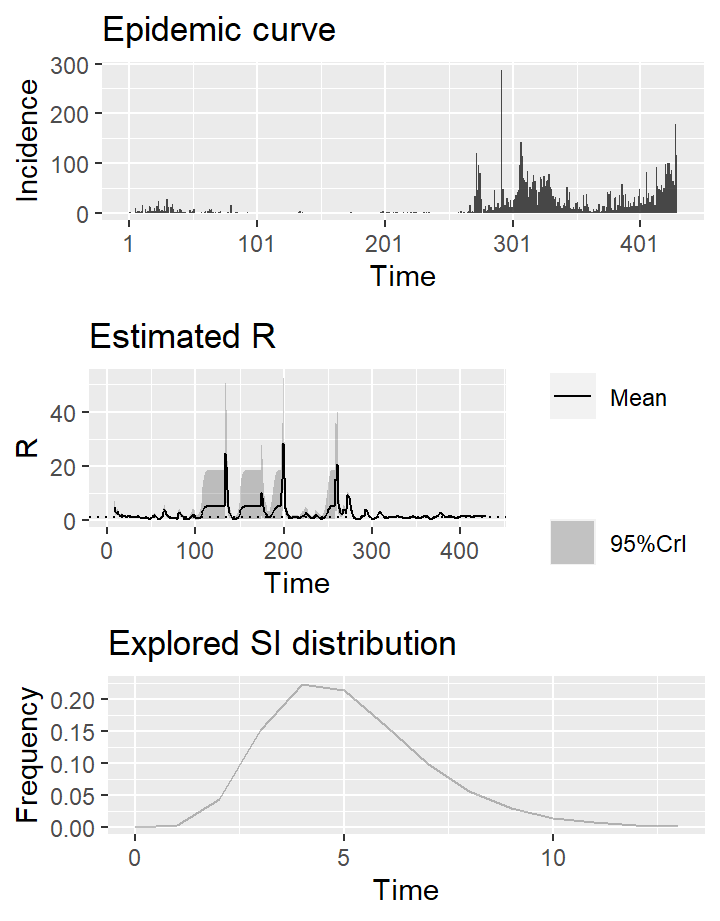 Epidemic curve
Incidence
300
200
100
0
1 101 201 301 401
Time
Estimated R
R
40
20
0
0 100 200 300 400
Time
Mean
95%CrI
Explored SI distribution
Frequency
0.20
0.15
0.10
0.05
0.00
0 5 10
Time